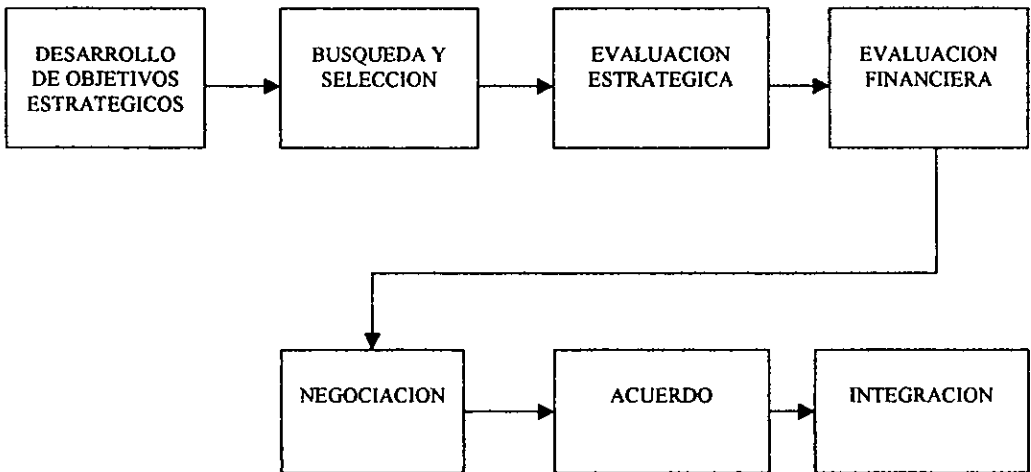 DESARROLLO
DE OBJETIVOS
ESTRATEGICOS
BUSQUEDA Y
SELECCION
EVALUACION
ESTRATEGICA
EVALUACION
FINANCIERA
NEGOCIACION
ACUERDO
INTEGRACION